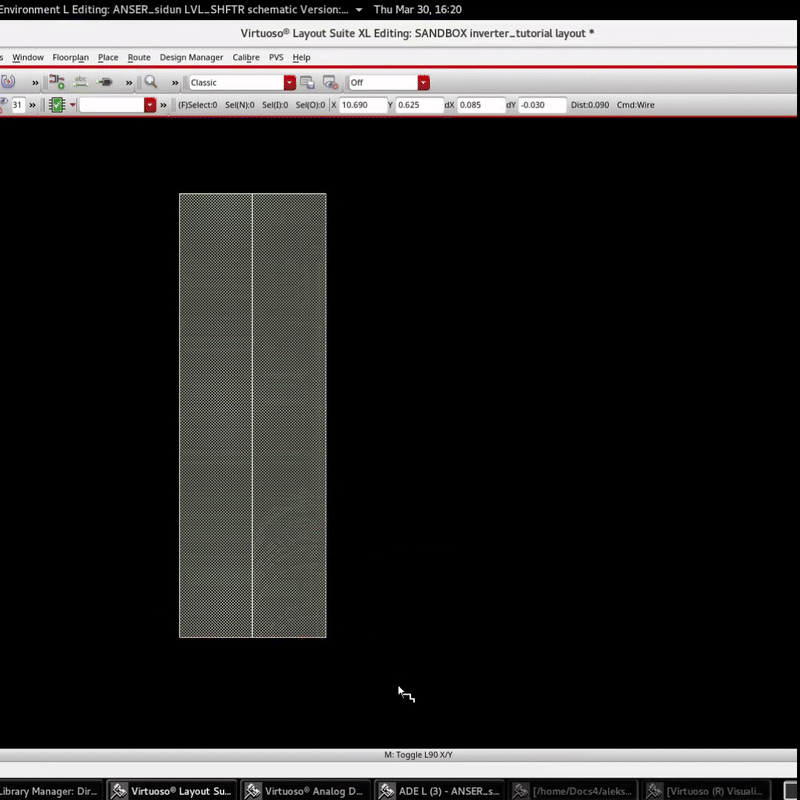 Environment L Editing: ANSER_sidun LVL_SHFTR schematic Version:... Thu Mar 30, 16:20
Virtuoso® Layout Suite XL Editing: SANDBOX inverter_tutorial layout *
s Window Floorplan Place Route Design Manager Calibre PVS Help
» abc » » Classic Off
31 » » (F)Select:0 Sel(N):0 Sel(I):0 Sel(O):0 X 10.690 Y 0.625 dX 0.085 dY -0.030 Dist:0.090 Cmd:Wire
M: Toggle L90 X/Y
Library Manager: Dir... Virtuoso® Layout Su... Virtuoso® Analog D... ADE L (3) - ANSER_s... [/home/Docs4/aleks... [Virtuoso (R) Visuali...